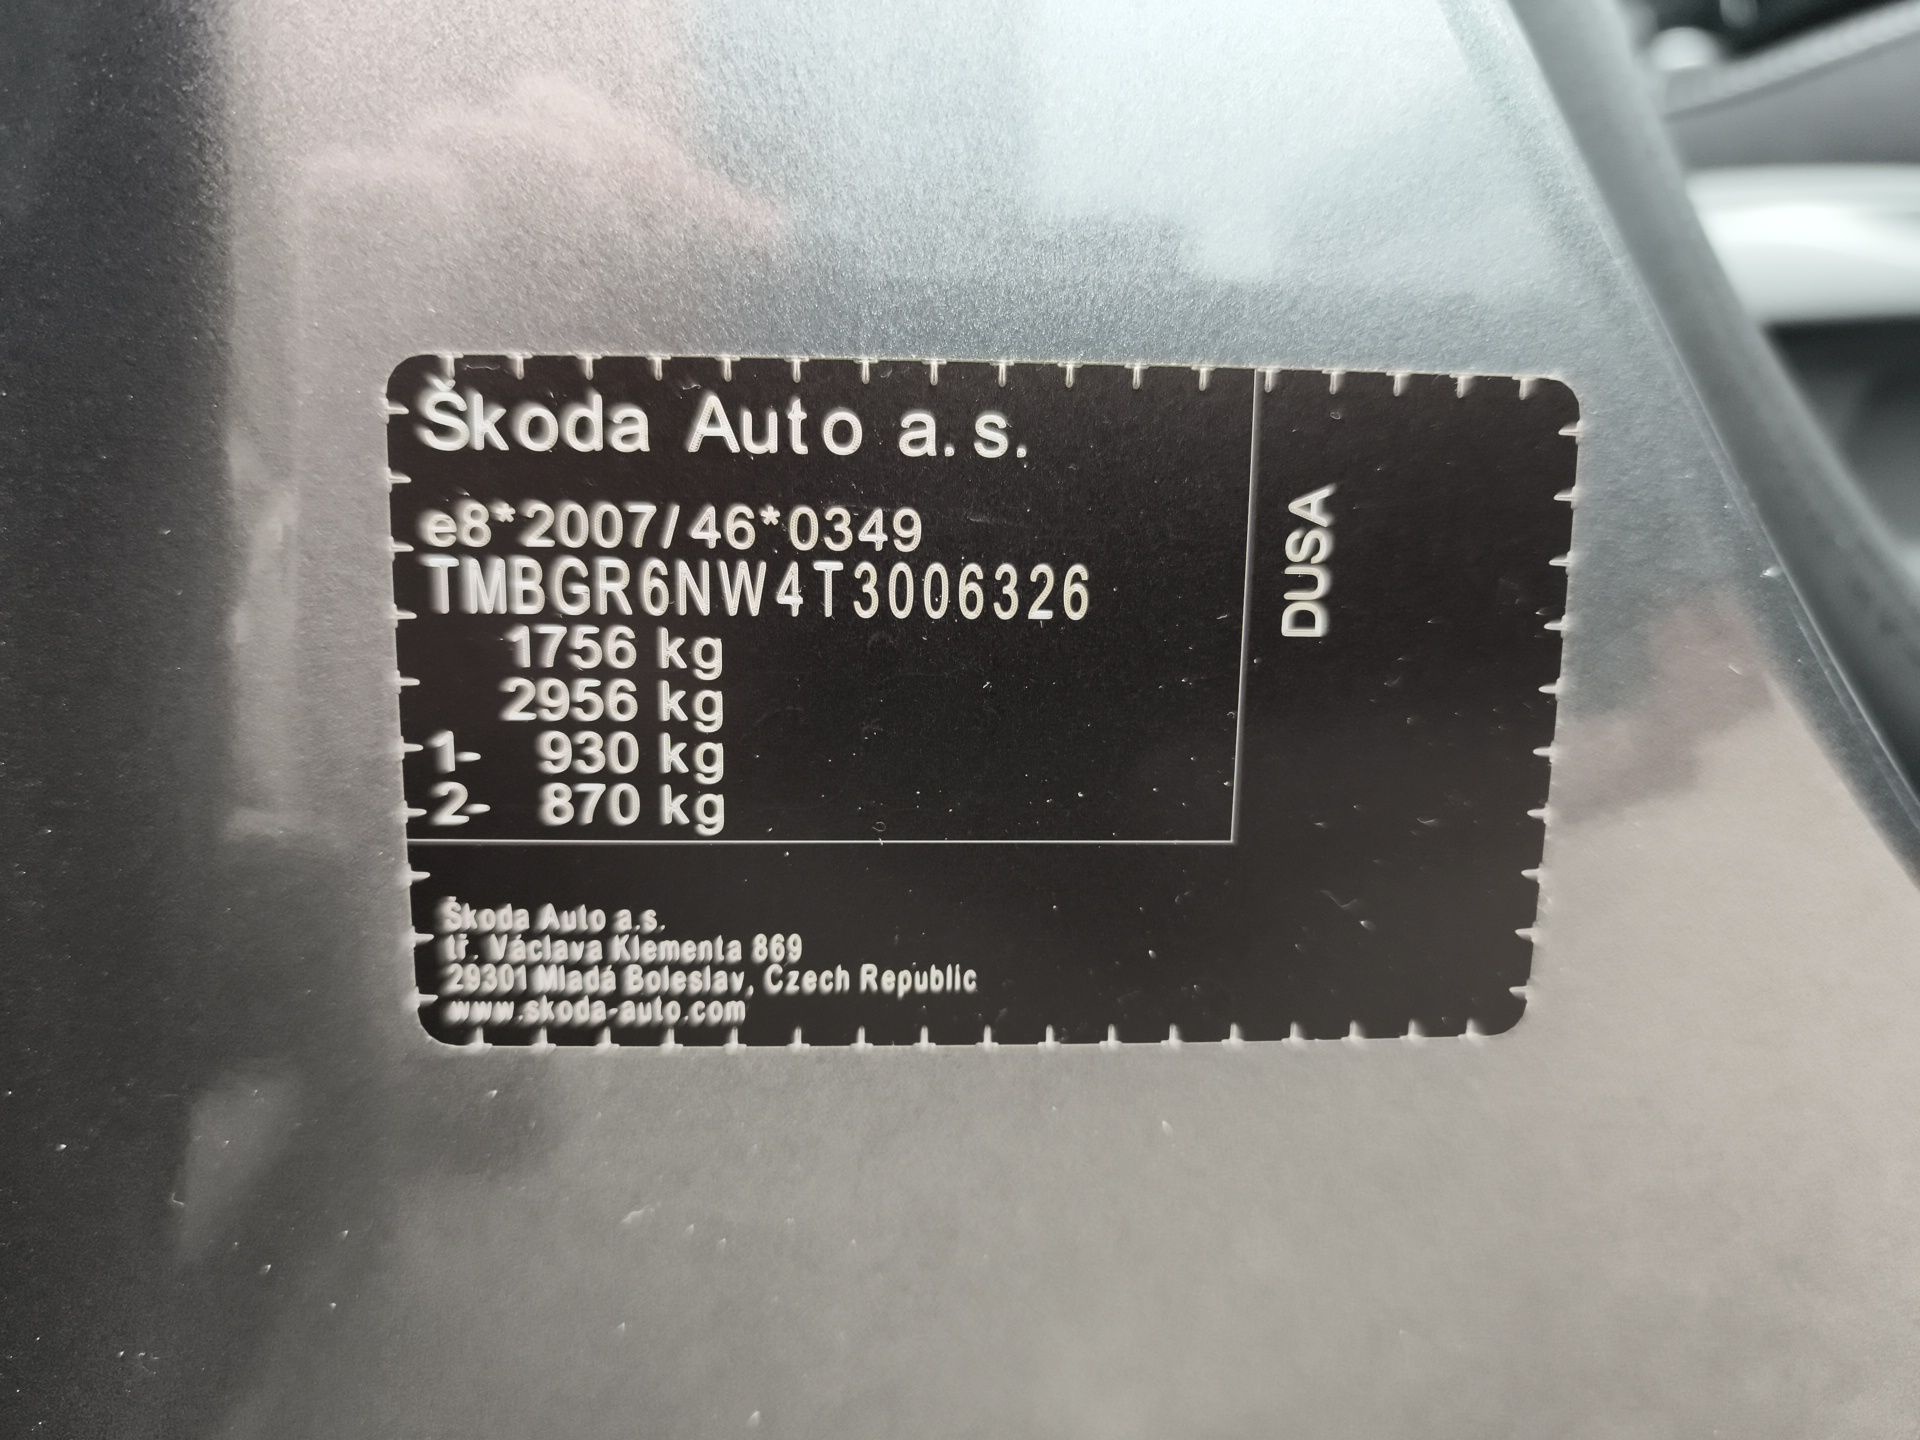 Škoda Auto a.s.
e8*2007/46*0349
TMBGR6NW4T3006326
1756 kg
2956 kg
1- 930 kg
2- 870 kg
DUSA
Škoda Auto a.s.
tř. Václava Klementa 869
29301 Mladá Boleslav, Czech Republic
www.skoda-auto.com